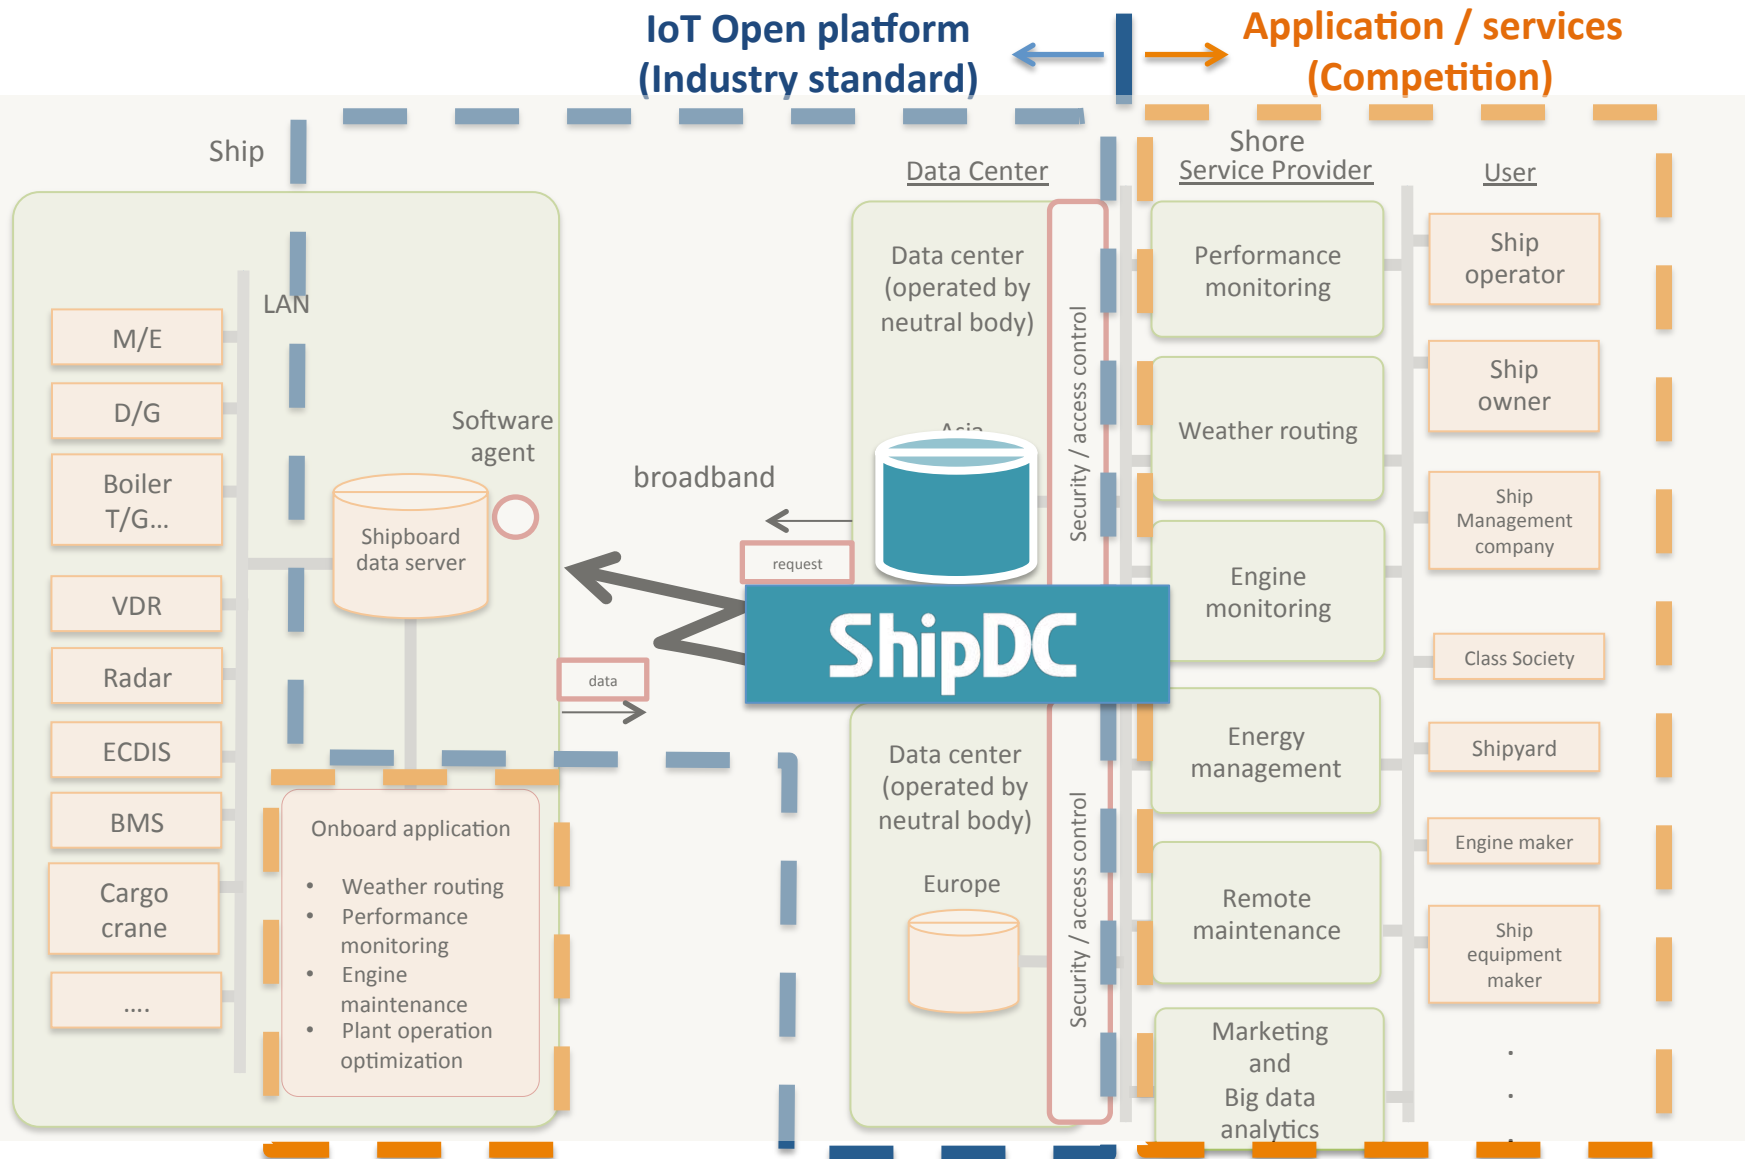 IoT Open platform
(Industry standard)
Application / services
(Competition)
Ship
LAN
M/E
D/G
Boiler
T/G...
VDR
Radar
ECDIS
BMS
Cargo
crane
....
Software
agent
Shipboard
data server
Onboard application
• Weather routing
• Performance
monitoring
• Engine
maintenance
• Plant operation
optimization
broadband
request
data
Data Center
Data center
(operated by
neutral body)
Asia
ShipDC
Data center
(operated by
neutral body)
Europe
Security / access control
Security / access control
Shore
Service Provider
Performance
monitoring
Weather routing
Engine
monitoring
Energy
management
Remote
maintenance
Marketing
and
Big data
analytics
User
Ship
operator
Ship
owner
Ship
Management
company
Class Society
Shipyard
Engine maker
Ship
equipment
maker
.
.
.